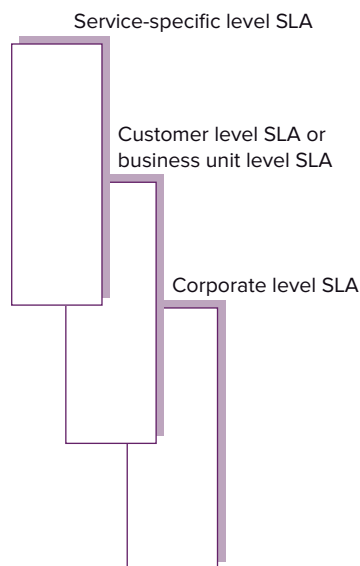 Service-specific level SLA
Customer level SLA or
business unit level SLA
Corporate level SLA